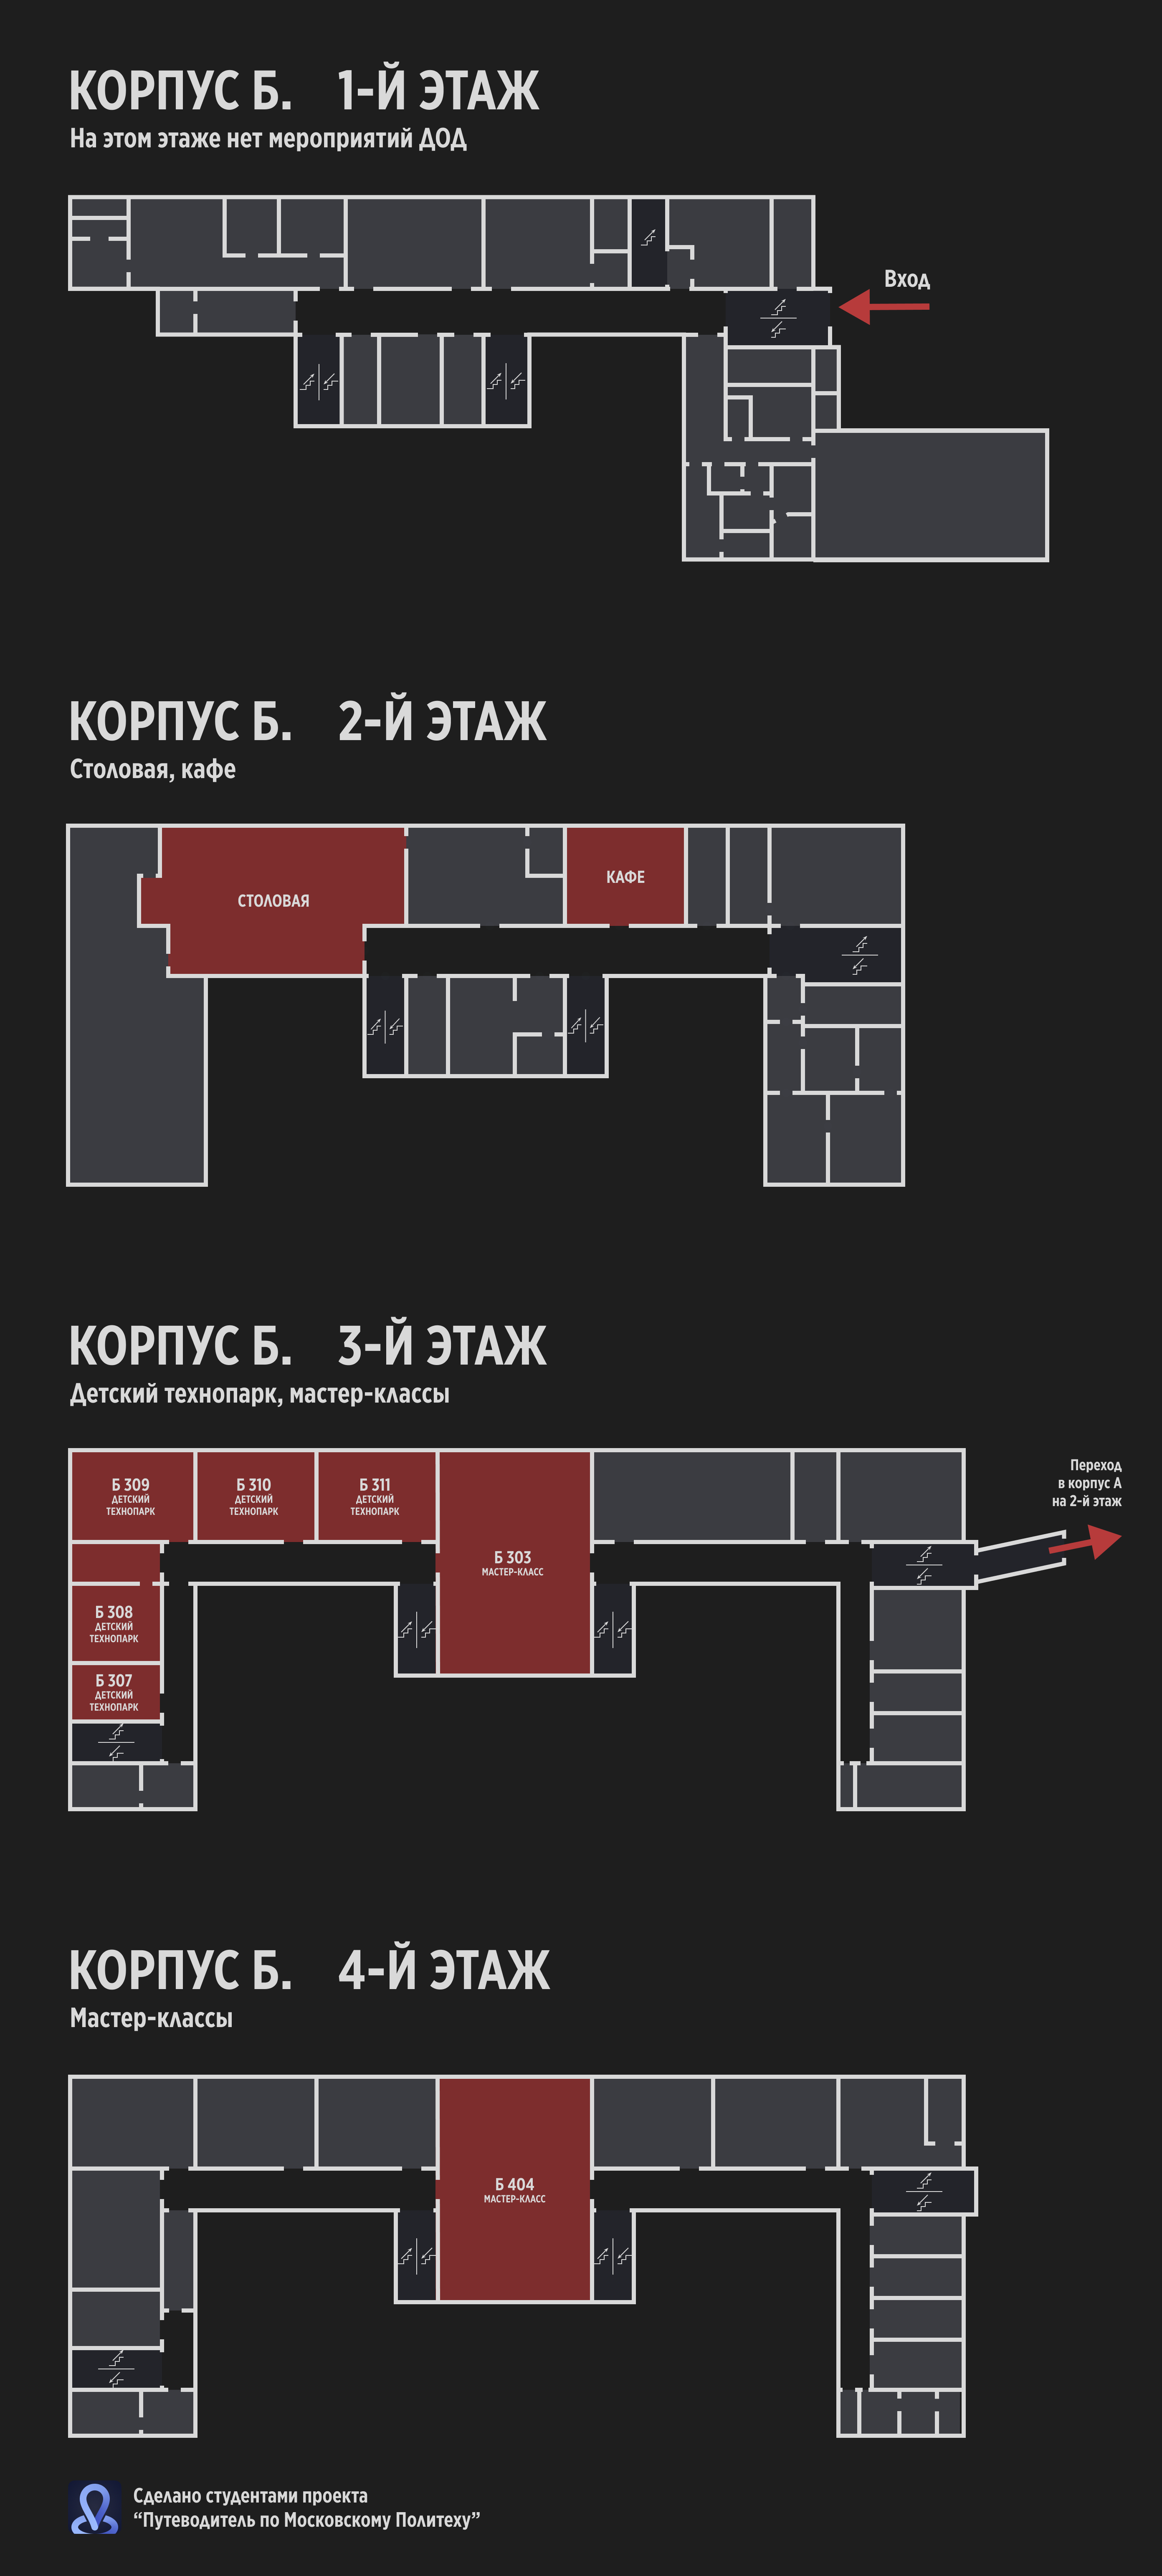 КОРПУС Б. 1-Й ЭТАЖ
На этом этаже нет мероприятий ДОД
Вход
КОРПУС Б. 2-Й ЭТАЖ
Столовая, кафе
СТОЛОВАЯ
КАФЕ
КОРПУС Б. 3-Й ЭТАЖ
Детский технопарк, мастер-классы
Переход
в корпус А
на 2-й этаж
Б 309
ДЕТСКИЙ
ТЕХНОПАРК
Б 310
ДЕТСКИЙ
ТЕХНОПАРК
Б 311
ДЕТСКИЙ
ТЕХНОПАРК
Б 303
МАСТЕР-КЛАСС
Б 308
ДЕТСКИЙ
ТЕХНОПАРК
Б 307
ДЕТСКИЙ
ТЕХНОПАРК
КОРПУС Б. 4-Й ЭТАЖ
Мастер-классы
Б 404
МАСТЕР-КЛАСС
Сделано студентами проекта
“Путеводитель по Московскому Политеху”